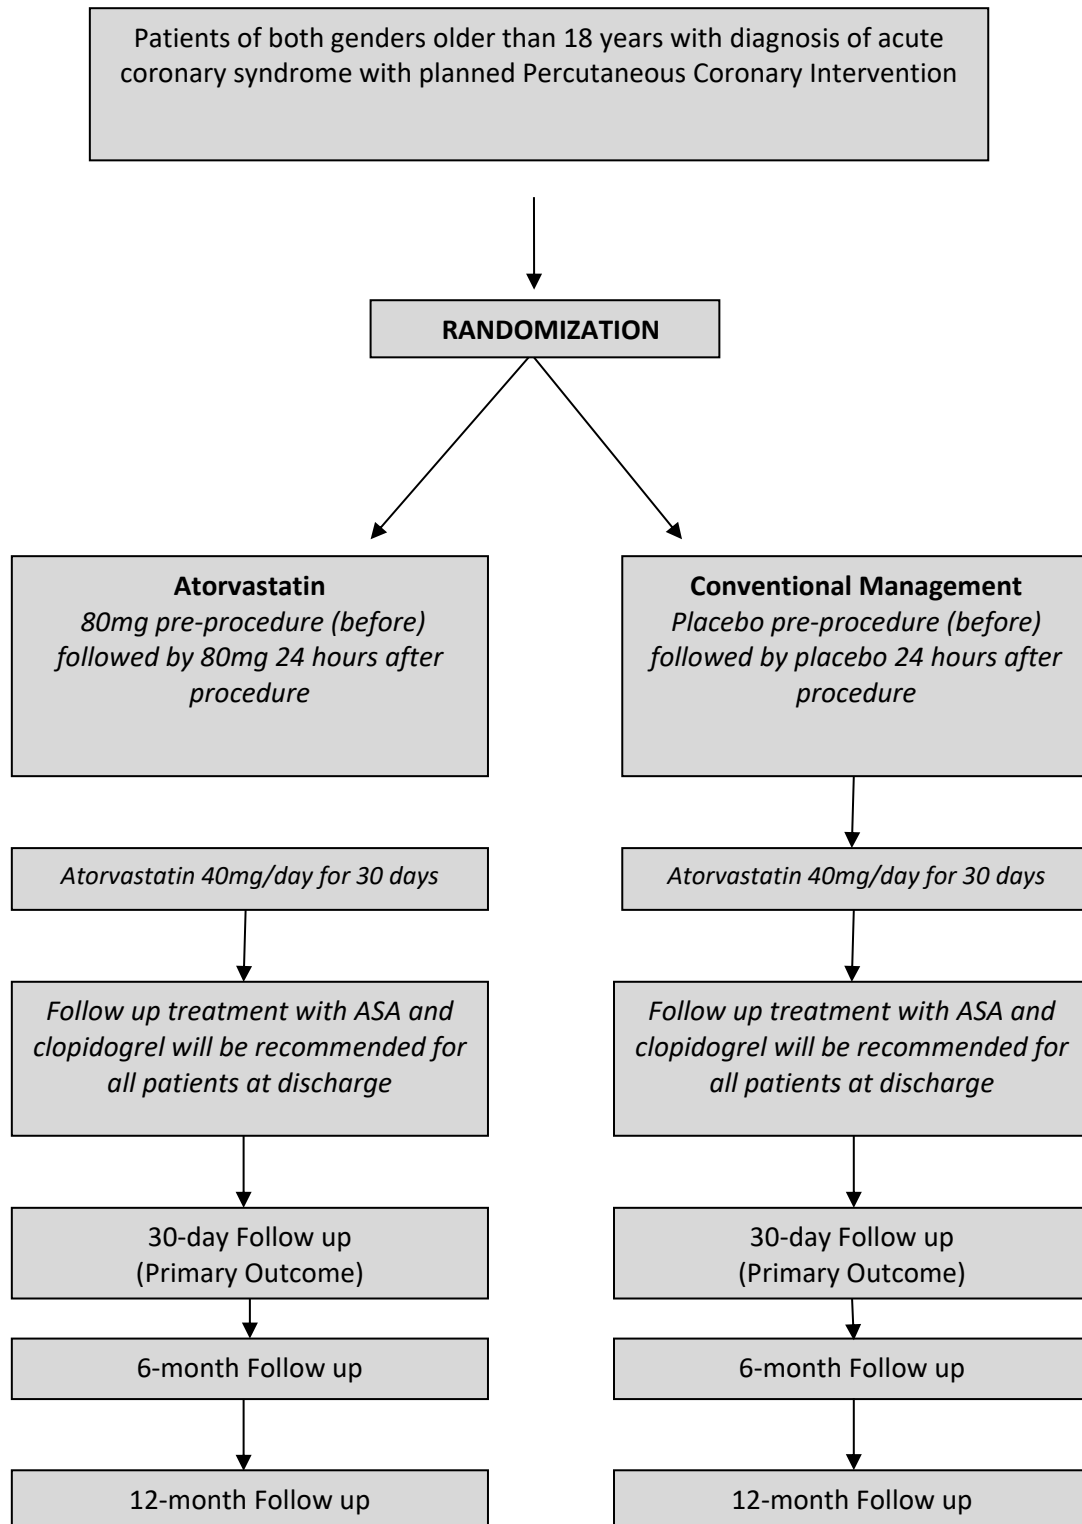 Patients of both genders older than 18 years with diagnosis of acute
coronary syndrome with planned Percutaneous Coronary Intervention
RANDOMIZATION
Atorvastatin
80mg pre-procedure (before)
followed by 80mg 24 hours after
procedure
Conventional Management
Placebo pre-procedure (before)
followed by placebo 24 hours after
procedure
Atorvastatin 40mg/day for 30 days
Atorvastatin 40mg/day for 30 days
Follow up treatment with ASA and
clopidogrel will be recommended for
all patients at discharge
Follow up treatment with ASA and
clopidogrel will be recommended for
all patients at discharge
30-day Follow up
(Primary Outcome)
30-day Follow up
(Primary Outcome)
6-month Follow up
6-month Follow up
12-month Follow up
12-month Follow up